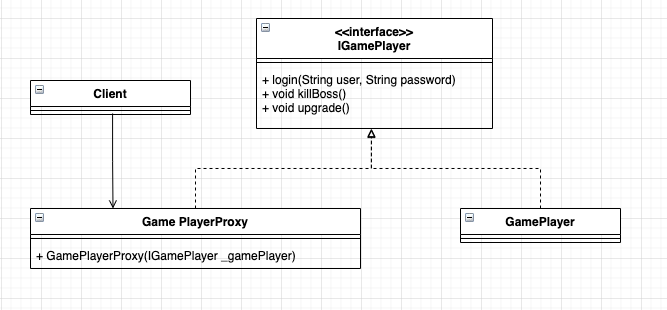 <<interface>>
IGamePlayer
+ login(String user, String password)
+ void killBoss()
+ void upgrade()
Client
Game PlayerProxy
+ GamePlayerProxy(IGamePlayer _gamePlayer)
GamePlayer